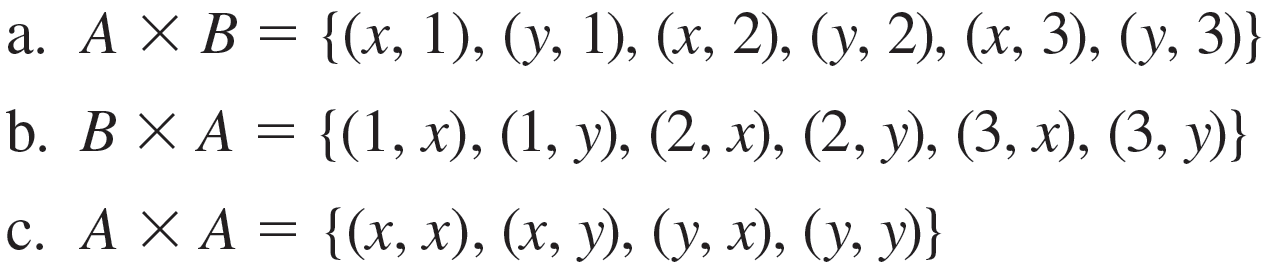 a. A × B = {(x, 1), (y, 1), (x, 2), (y, 2), (x, 3), (y, 3)}
b. B × A = {(1, x), (1, y), (2, x), (2, y), (3, x), (3, y)}
c. A × A = {(x, x), (x, y), (y, x), (y, y)}